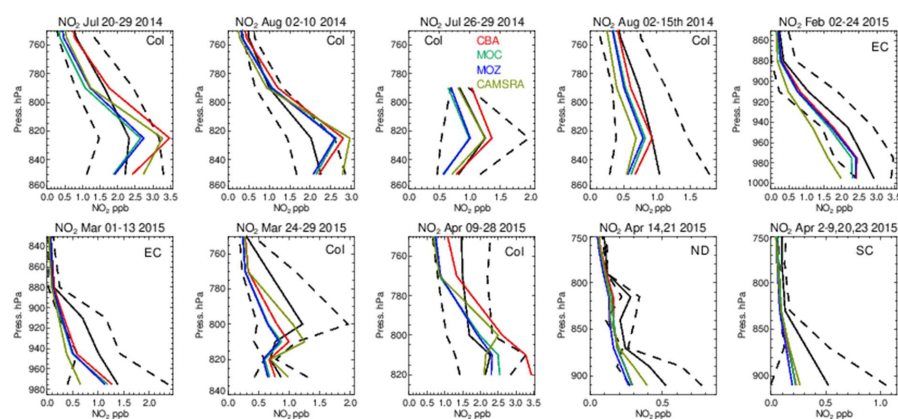 NO₂ Jul 20-29 2014
750
780
800
820
840
860
Press. hPa
Col
0.0 0.5 1.0 1.5 2.0 2.5 3.0 3.5
NO₂ ppb
NO₂ Aug 02-10 2014
760
780
800
820
840
860
Press. hPa
Col
0.0 0.5 1.0 1.5 2.0 2.5 3.0
NO₂ ppb
NO₂ Jul 26-29 2014
760
780
800
820
840
860
Press. hPa
Col
CBA
MOC
MOZ
CAMSRA
0.0 0.5 1.0 1.5 2.0
NO₂ ppb
NO₂ Aug 02-15th 2014
760
790
800
820
840
860
Press. hPa
Col
0.0 0.5 1.0 1.5
NO₂ ppb
NO₂ Feb 02-24 2015
860
880
900
920
940
960
980
1000
Press. hPa
EC
0.0 0.5 1.0 1.5 2.0 2.5 3.0 3.5
NO₂ ppb
NO₂ Mar 01-13 2015
840
860
880
900
920
940
960
980
Press. hPa
EC
0.0 0.5 1.0 1.5 2.0
NO₂ ppb
NO₂ Mar 24-29 2015
760
780
800
820
840
Press. hPa
Col
0.0 0.5 1.0 1.5 2.0
NO₂ ppb
NO₂ Apr 09-28 2015
760
780
800
820
Press. hPa
Col
0.0 0.5 1.0 1.5 2.0 2.5 3.0 3.5
NO₂ ppb
NO₂ Apr 14,21 2015
750
800
850
900
Press. hPa
ND
0.0 0.2 0.4 0.6 0.8
NO₂ ppb
NO₂ Apr 2-9,20,23 2015
750
800
850
900
Press. hPa
SC
0.0 0.5 1.0
NO₂ ppb